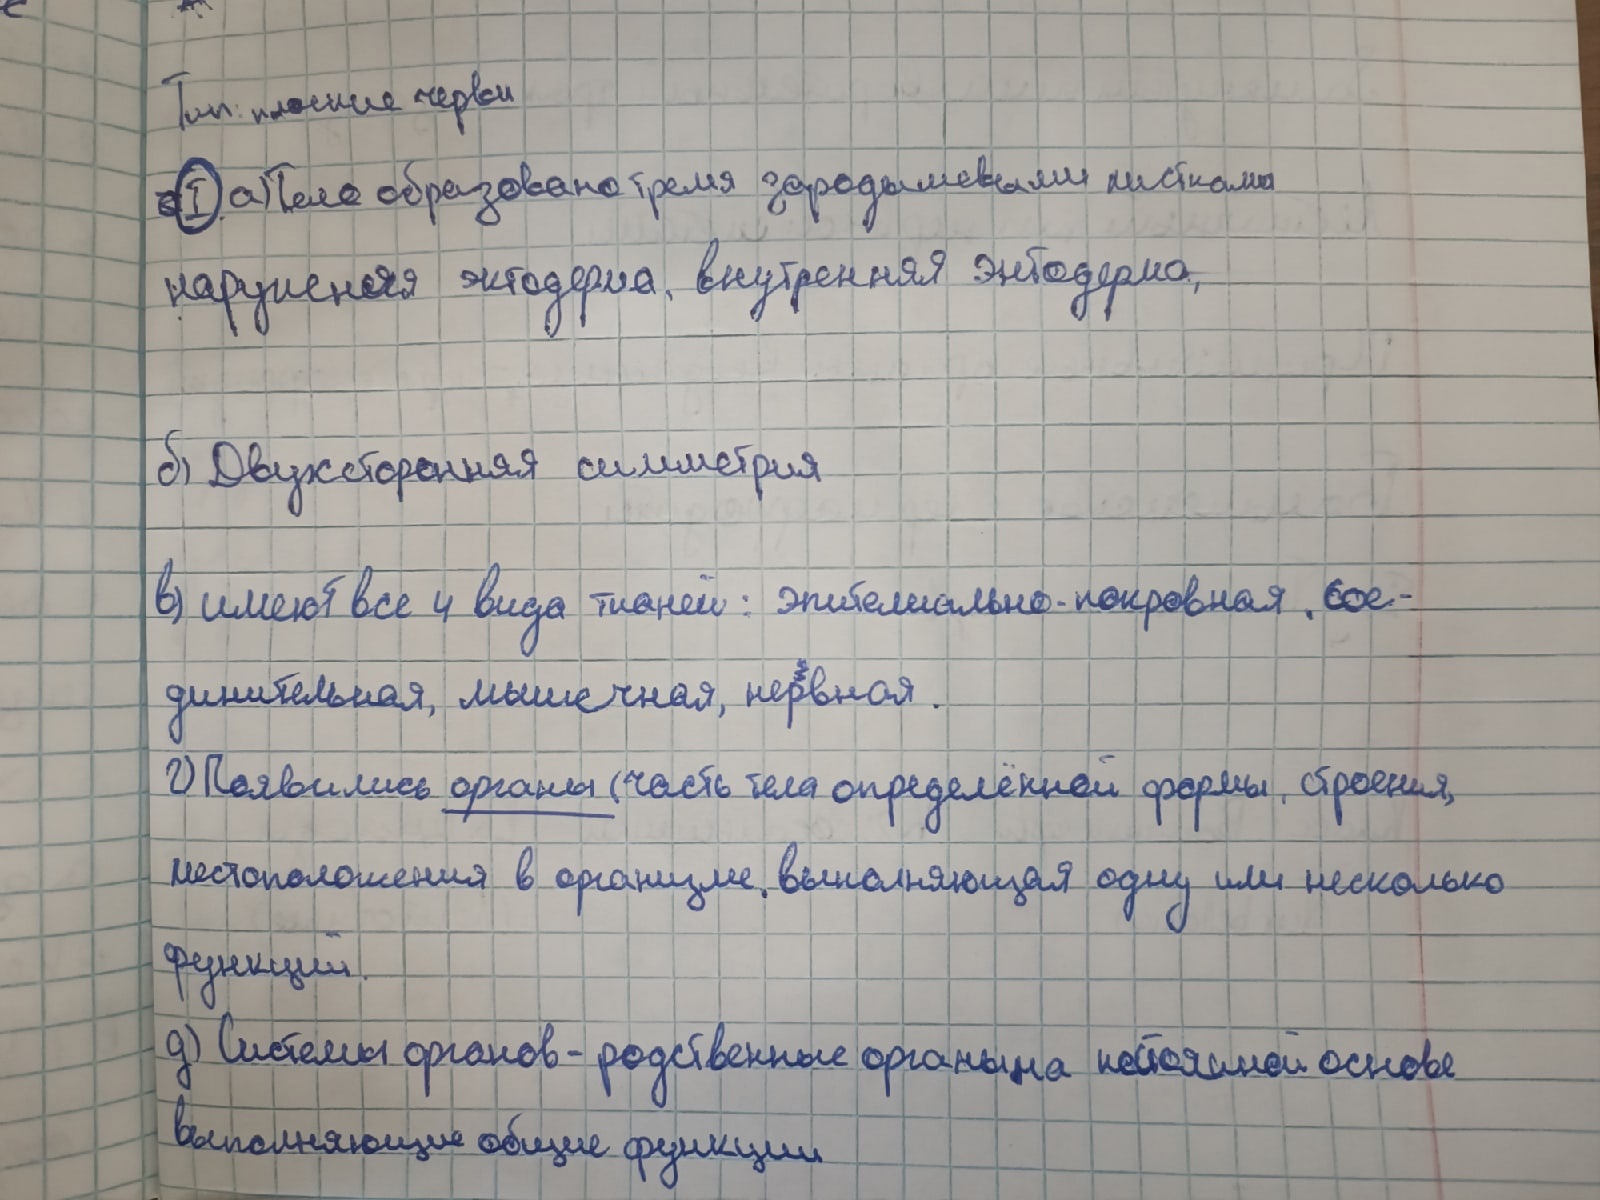 Тип: плоские черви
I. а) Тело образовано тремя зародышевыми листками
наружная эктодерма, внутренняя энтодерма,
б) Двухсторонняя симметрия
в) имеют все 4 вида тканей: эпителиально-покровная, сое-
динительная, мышечная, нервная.
г) Появились органы (часть тела определённой формы, строения,
местоположения в организме, выполняющая одну или несколько
функций.
д) Системы органов - родственные органы, на основе
выполняющие общие функции